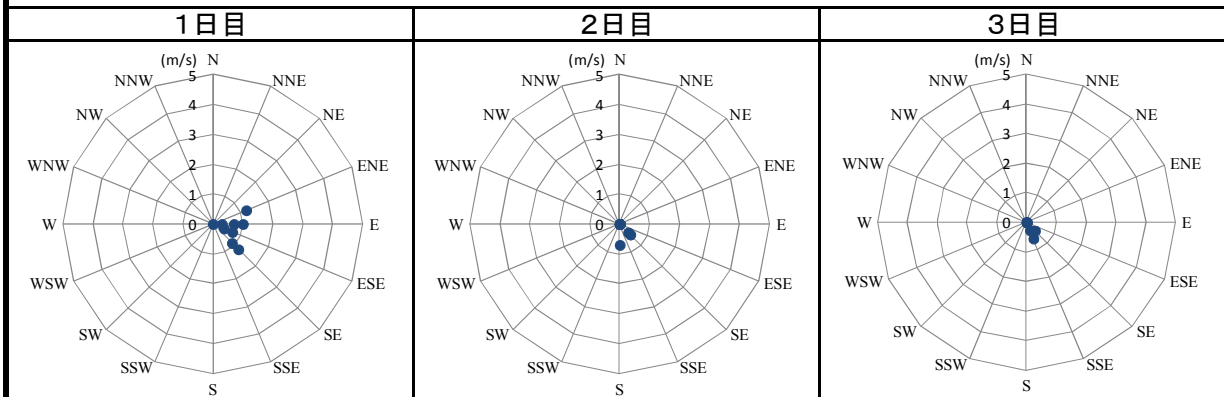 1日目
2日目
3日目
(m/s) N
NNW 5 NNE
NW 4 NE
3
WNW 2 ENE
1
W 0 E
WSW ESE
SW SE
SSW SSE
S
(m/s) N
NNW 5 NNE
NW 4 NE
3
WNW 2 ENE
1
W 0 E
WSW ESE
SW SE
SSW SSE
S
(m/s) N
NNW 5 NNE
NW 4 NE
3
WNW 2 ENE
1
W 0 E
WSW ESE
SW SE
SSW SSE
S